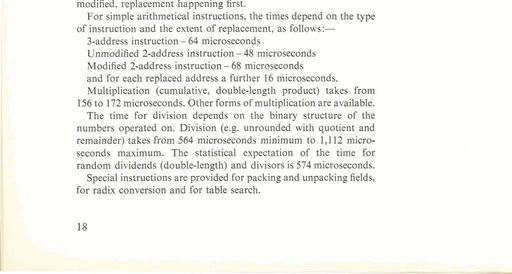 modified, replacement happening first.
For simple arithmetical instructions, the times depend on the type
of instruction and the extent of replacement, as follows:—
3-address instruction – 64 microseconds
Unmodified 2-address instruction – 48 microseconds
Modified 2-address instruction – 68 microseconds
and for each replaced address a further 16 microseconds.
Multiplication (cumulative, double-length product) takes from
156 to 172 microseconds. Other forms of multiplication are available.
The time for division depends on the binary structure of the
numbers operated on. Division (e.g. unrounded with quotient and
remainder) takes from 564 microseconds minimum to 1,112 micro-
seconds maximum. The statistical expectation of the time for
random dividends (double-length) and divisors is 574 microseconds.
Special instructions are provided for packing and unpacking fields,
for radix conversion and for table search.
18